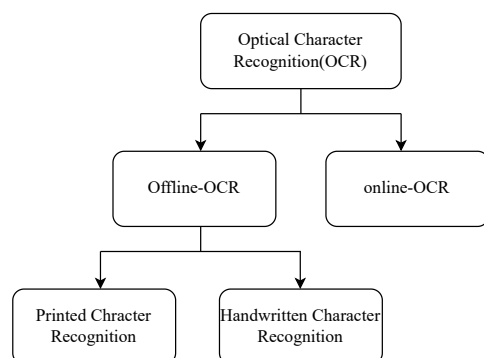 Optical Character
Recognition(OCR)
Offline-OCR
online-OCR
Printed Chracter
Recognition
Handwritten Character
Recognition